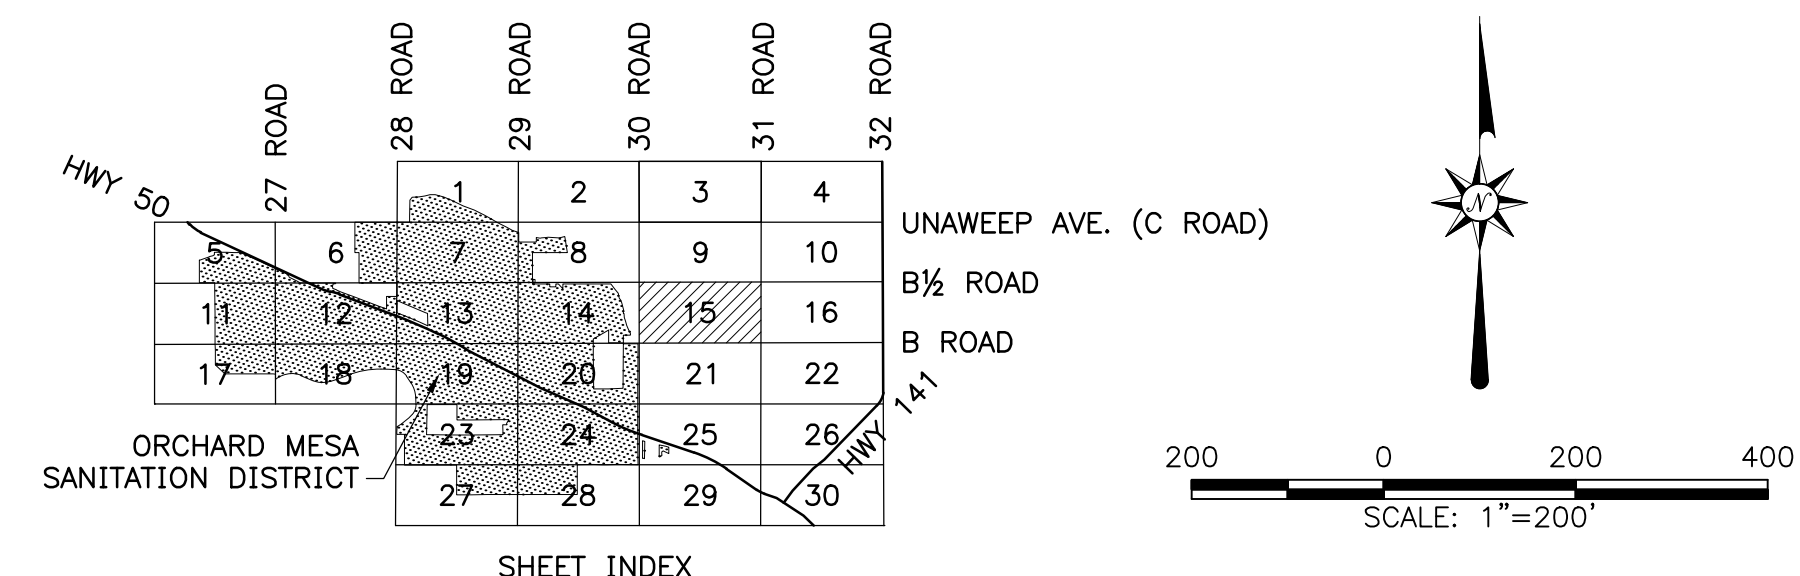 28 ROAD
29 ROAD
30 ROAD
31 ROAD
32 ROAD
27 ROAD
HWY 50
1 2 3 4
UNAWEEP AVE. (C ROAD)
5 6 7 8 9 10
B½ ROAD
11 12 13 14 15 16
B ROAD
17 18 19 20 21 22
HWY 141
23 24 25 26
ORCHARD MESA
SANITATION DISTRICT
27 28 29 30
SHEET INDEX
N
200 0 200 400
SCALE: 1"=200'